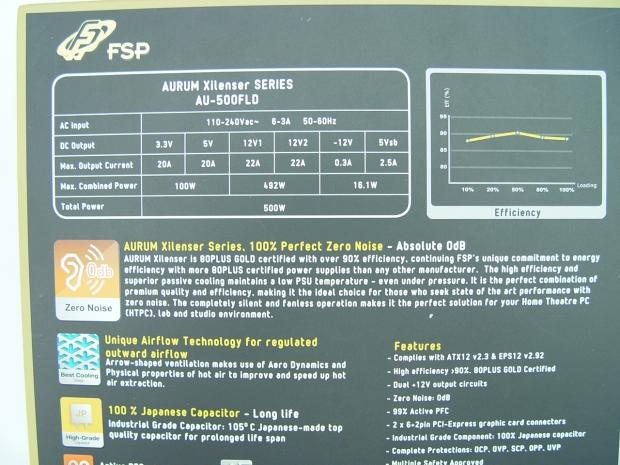 FSP
AURUM Xilenser SERIES
AU-500FLD
AC Input 110-240Vac~ 6-3A 50-60Hz
DC Output 3.3V 5V 12V1 12V2 -12V 5Vsb
Max. Output Current 20A 20A 22A 22A 0.3A 2.5A
Max. Combined Power 100W 492W 16.1W
Total Power 500W
Eff (%)
95
90
85
80
10% 20% 50% 80% 100% Loading
Efficiency
AURUM Xilenser Series, 100% Perfect Zero Noise - Absolute 0dB
AURUM Xilenser is 80PLUS GOLD certified with over 90% efficiency, continuing FSP's unique commitment to energy
efficiency with more 80PLUS certified power supplies than any other manufacturer. The high efficiency and
superior passive cooling maintains a low PSU temperature - even under pressure. It is the perfect combination of
premium quality and efficiency, making it the ideal choice for those who seek state of the art performance with
zero noise. The completely silent and fanless operation makes it the perfect solution for your Home Theatre PC
(HTPC), lab and studio environment.
0db
Zero Noise
Unique Airflow Technology for regulated
outward airflow
Arrow-shaped ventilation makes use of Aero Dynamics and
Physical properties of hot air to improve and speed up hot
air extraction.
Best Cooling
100 % Japanese Capacitor - Long life
Industrial Grade Capacitor: 105° C Japanese-made top
quality capacitor for prolonged life span
JP
High-Grade
Features
- Complies with ATX12 v2.3 & EPS12 v2.92
- High efficiency >90%. 80PLUS GOLD Certified
- Dual +12V output circuits
- Zero Noise: 0dB
- 99% Active PFC
- 2 x 6+2pin PCI-Express graphic card connectors
- Industrial Grade Component: 100% Japanese capacitor
- Complete Protections: OCP, OVP, SCP, OPP, UVP
- Multiple Safety Approved